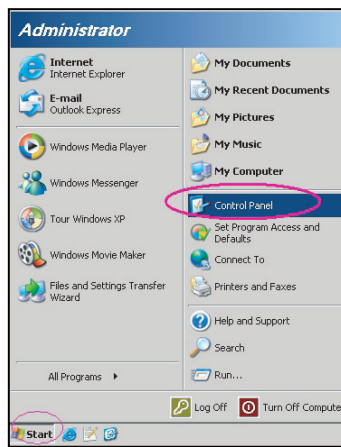 Administrator
Internet
Internet Explorer
E-mail
Outlook Express
Windows Media Player
Windows Messenger
Tour Windows XP
Windows Movie Maker
Files and Settings Transfer
Wizard
All Programs
My Documents
My Recent Documents
My Pictures
My Music
My Computer
Control Panel
Set Program Access and
Defaults
Connect To
Printers and Faxes
Help and Support
Search
Run...
Log Off
Turn Off Compute
Start